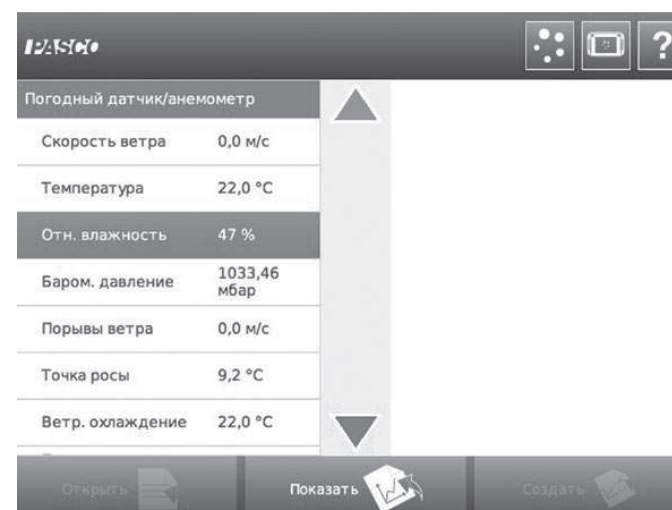 PASCO
?
Погодный датчик/анемометр
Скорость ветра 0,0 м/с
Температура 22,0 °C
Отн. влажность 47 %
Баром. давление 1033,46
мбар
Порывы ветра 0,0 м/с
Точка росы 9,2 °C
Ветр. охлаждение 22,0 °C
Открыть Показать Создать